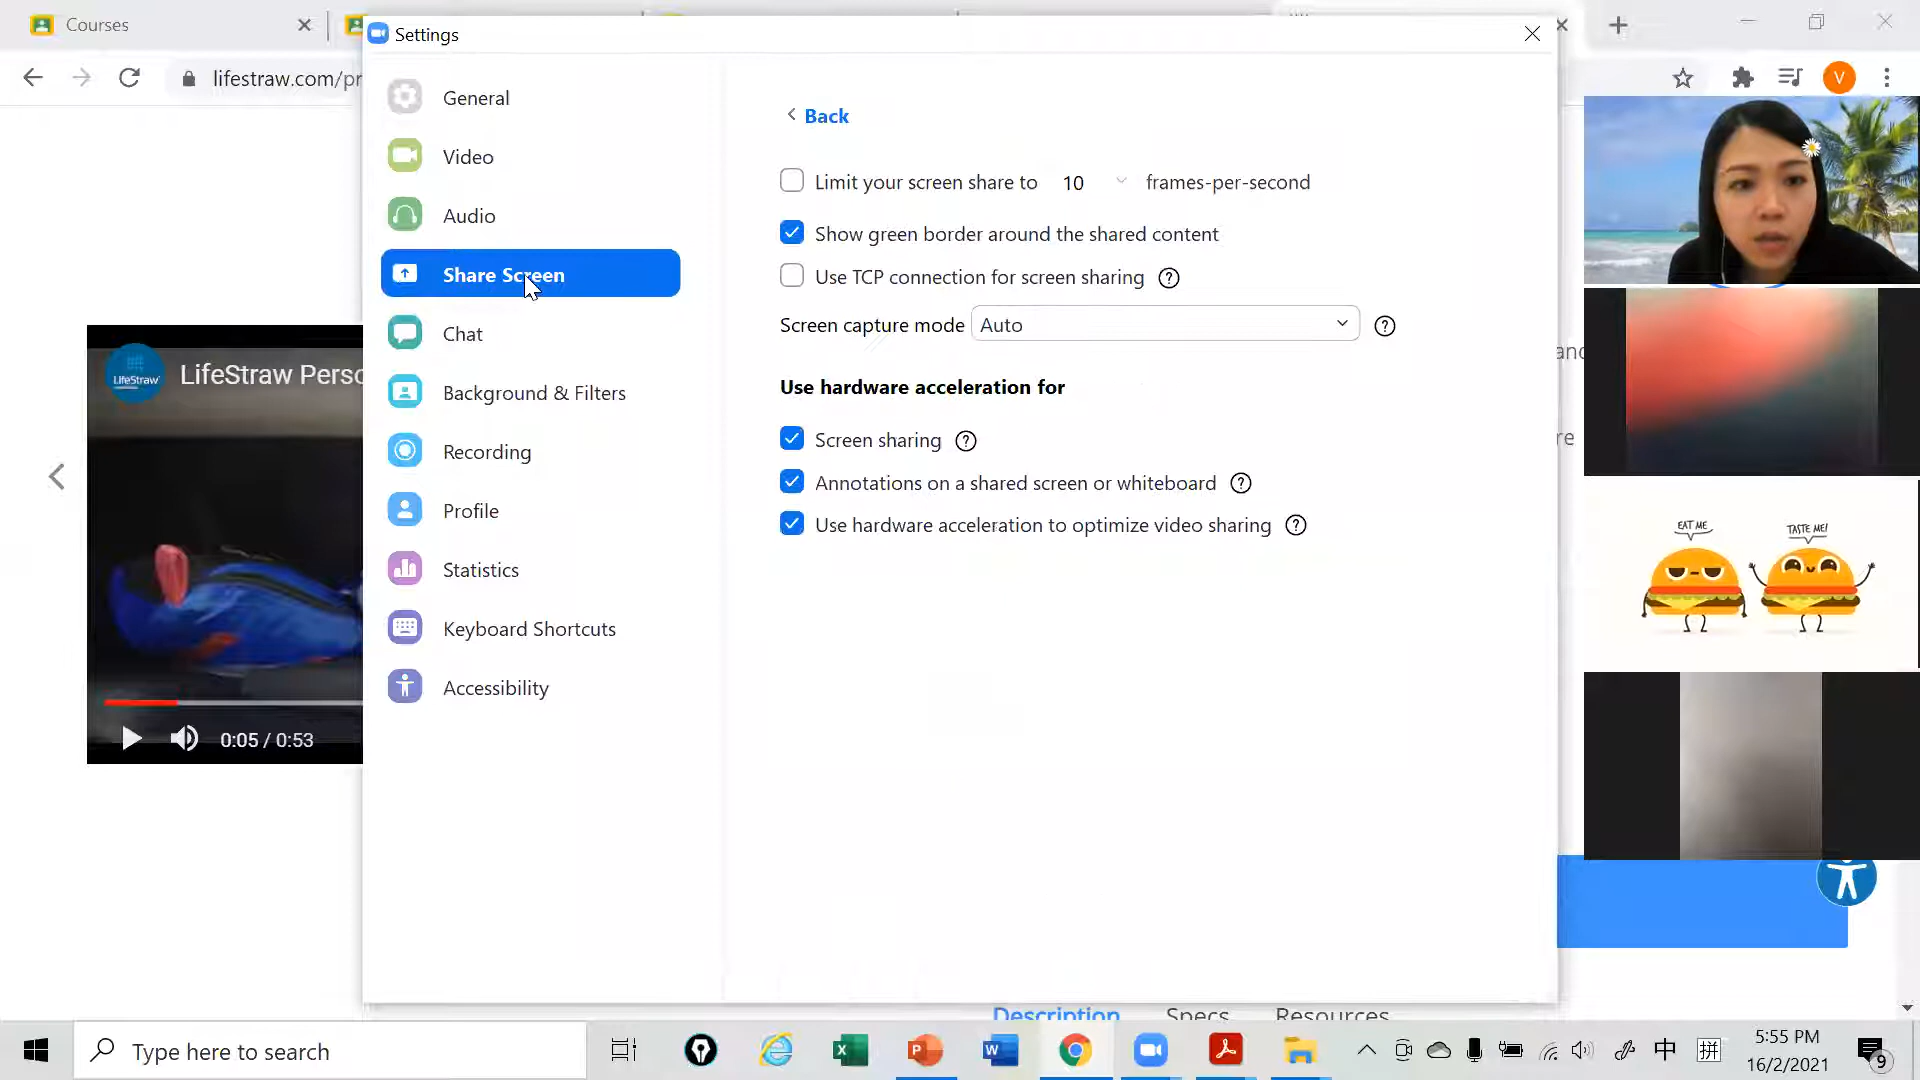 Courses
Settings
lifestraw.com/pr
V
General
Video
Audio
Share Screen
Chat
Background & Filters
Recording
Profile
Statistics
Keyboard Shortcuts
Accessibility
Back
Limit your screen share to 10 frames-per-second
Show green border around the shared content
Use TCP connection for screen sharing ?
Screen capture mode Auto ?
Use hardware acceleration for
Screen sharing ?
Annotations on a shared screen or whiteboard ?
Use hardware acceleration to optimize video sharing ?
LifeStraw
LifeStraw Perso
0:05 / 0:53
and
re
EAT ME
TASTE ME!
Description Specs Resources
Type here to search
中
拼
5:55 PM
16/2/2021
9